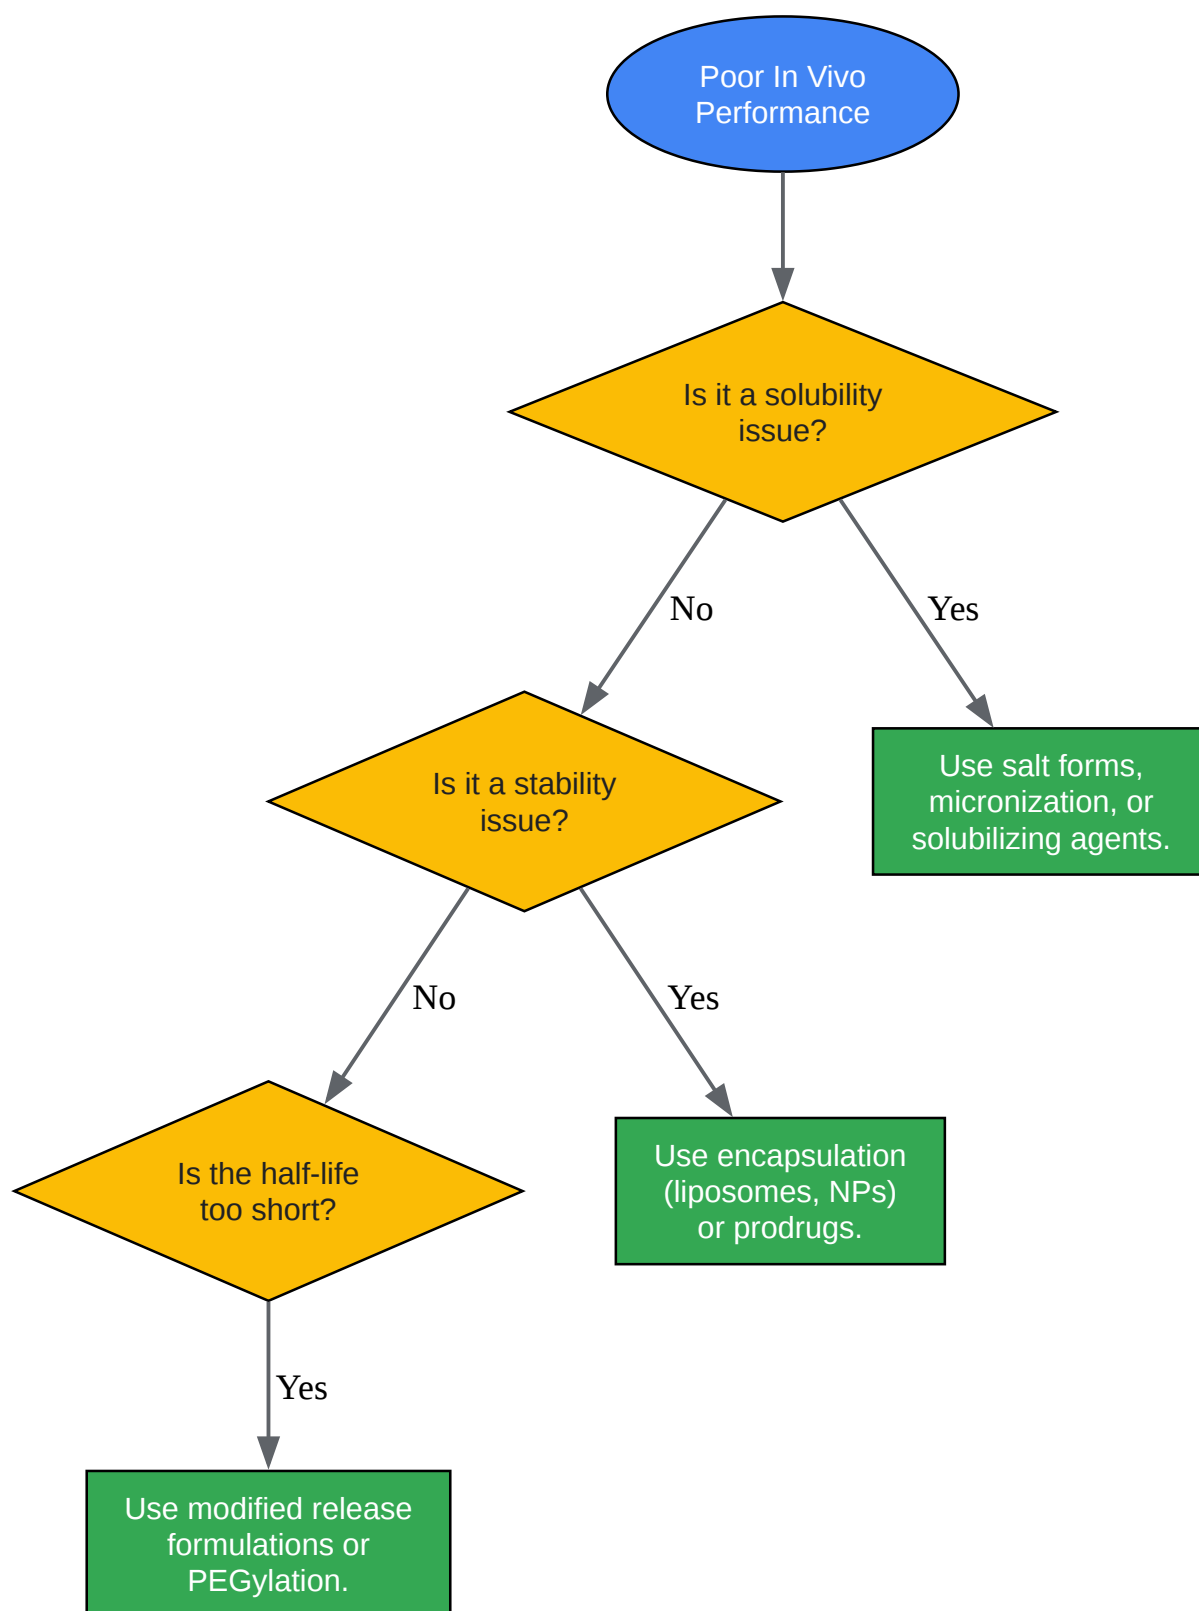 Poor In Vivo
Performance
Is it a solubility
issue?
No
Yes
Is it a stability
issue?
Use salt forms,
micronization, or
solubilizing agents.
No
Yes
Is the half-life
too short?
Use encapsulation
(liposomes, NPs)
or prodrugs.
Yes
Use modified release
formulations or
PEGylation.